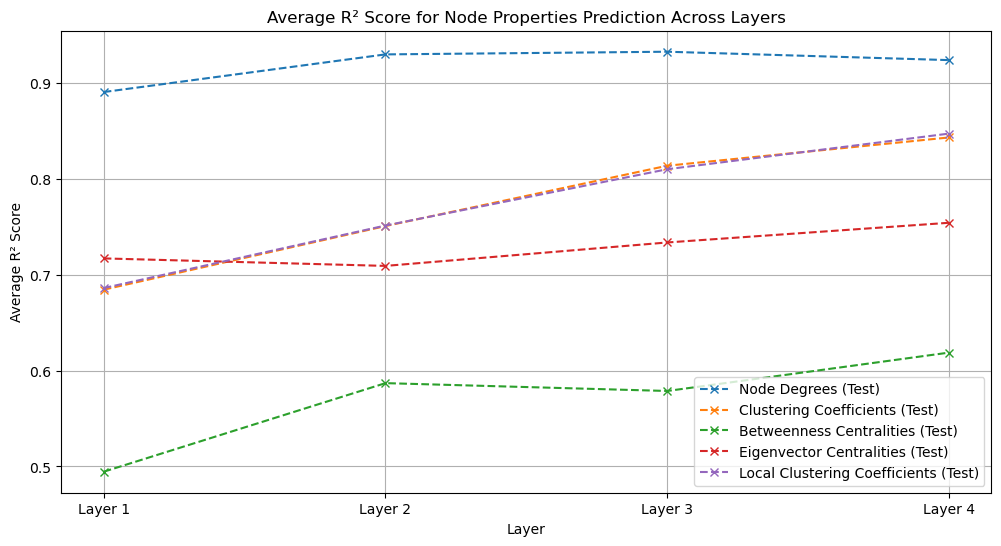 Average R² Score for Node Properties Prediction Across Layers
Average R² Score
0.9
0.8
0.7
0.6
0.5
Layer 1
Layer 2
Layer 3
Layer 4
Layer
Node Degrees (Test)
Clustering Coefficients (Test)
Betweenness Centralities (Test)
Eigenvector Centralities (Test)
Local Clustering Coefficients (Test)